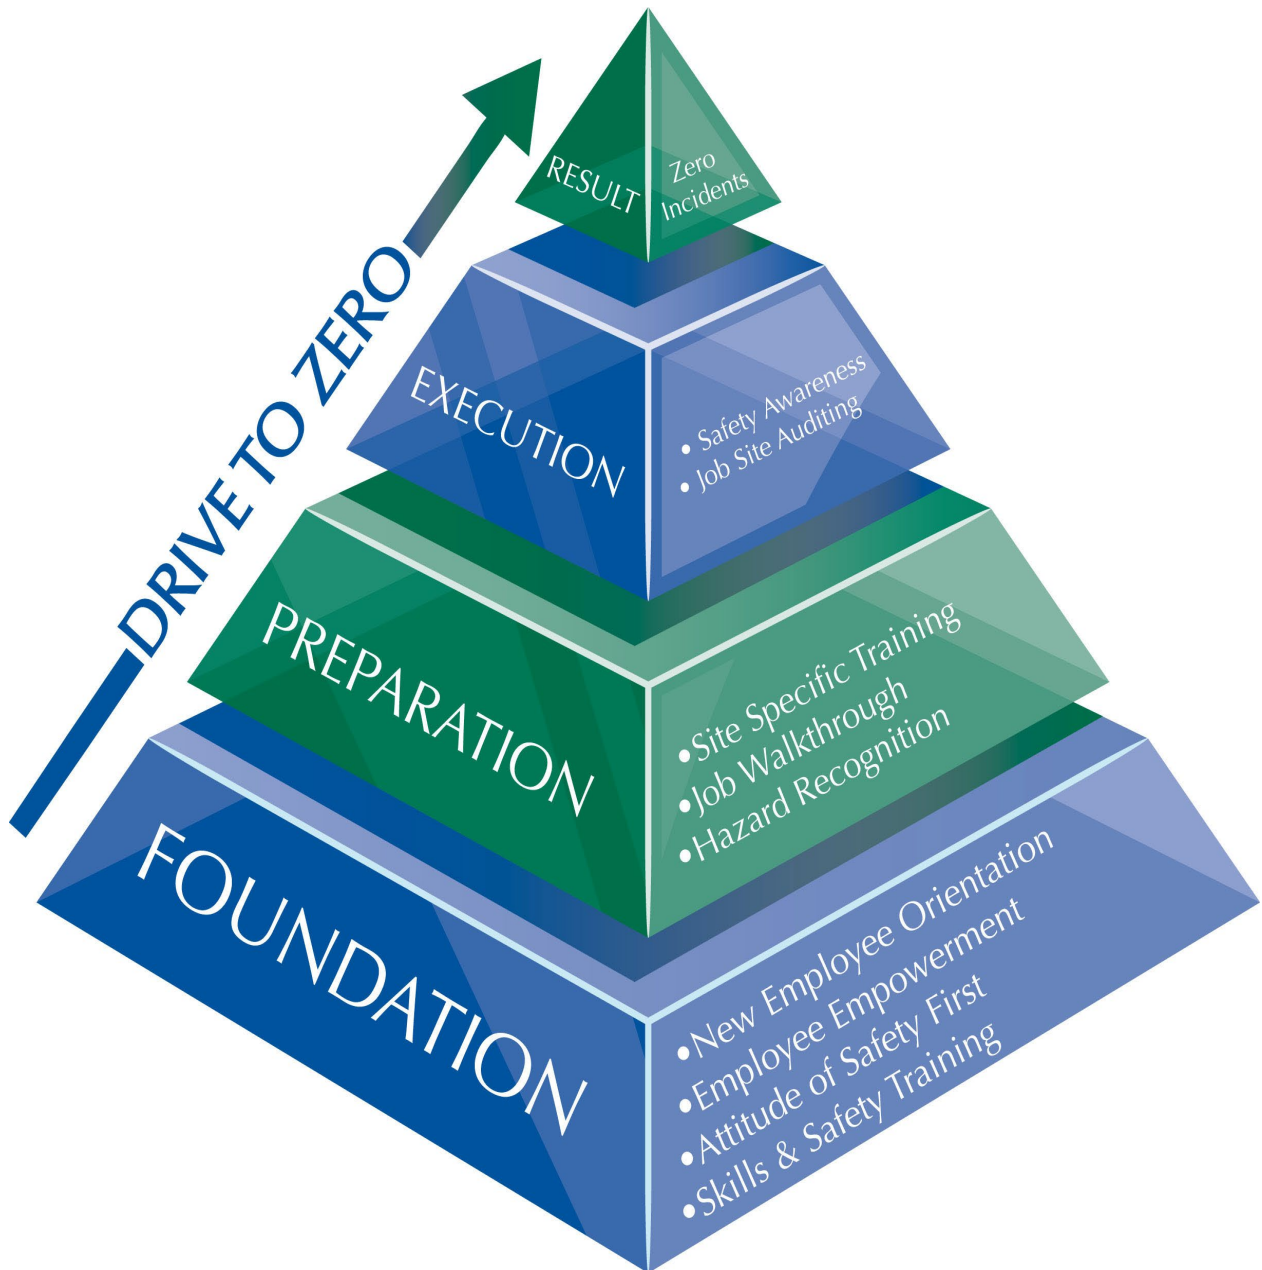 DRIVE TO ZERO
RESULT
Zero
Incidents
EXECUTION
• Safety Awareness
• Job Site Auditing
PREPARATION
• Site Specific Training
• Job Walkthrough
• Hazard Recognition
FOUNDATION
• New Employee Orientation
• Employee Empowerment
• Attitude of Safety First
• Skills & Safety Training